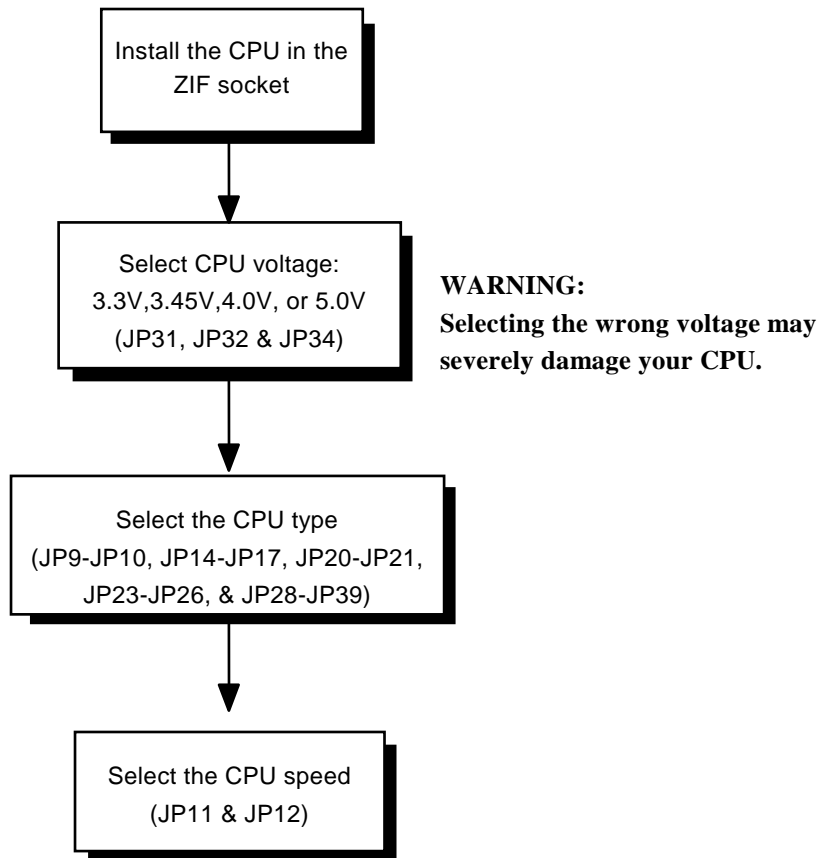 Install the CPU in the
ZIF socket
Select CPU voltage:
3.3V,3.45V,4.0V, or 5.0V
(JP31, JP32 & JP34)
WARNING:
Selecting the wrong voltage may
severely damage your CPU.
Select the CPU type
(JP9-JP10, JP14-JP17, JP20-JP21,
JP23-JP26, & JP28-JP39)
Select the CPU speed
(JP11 & JP12)